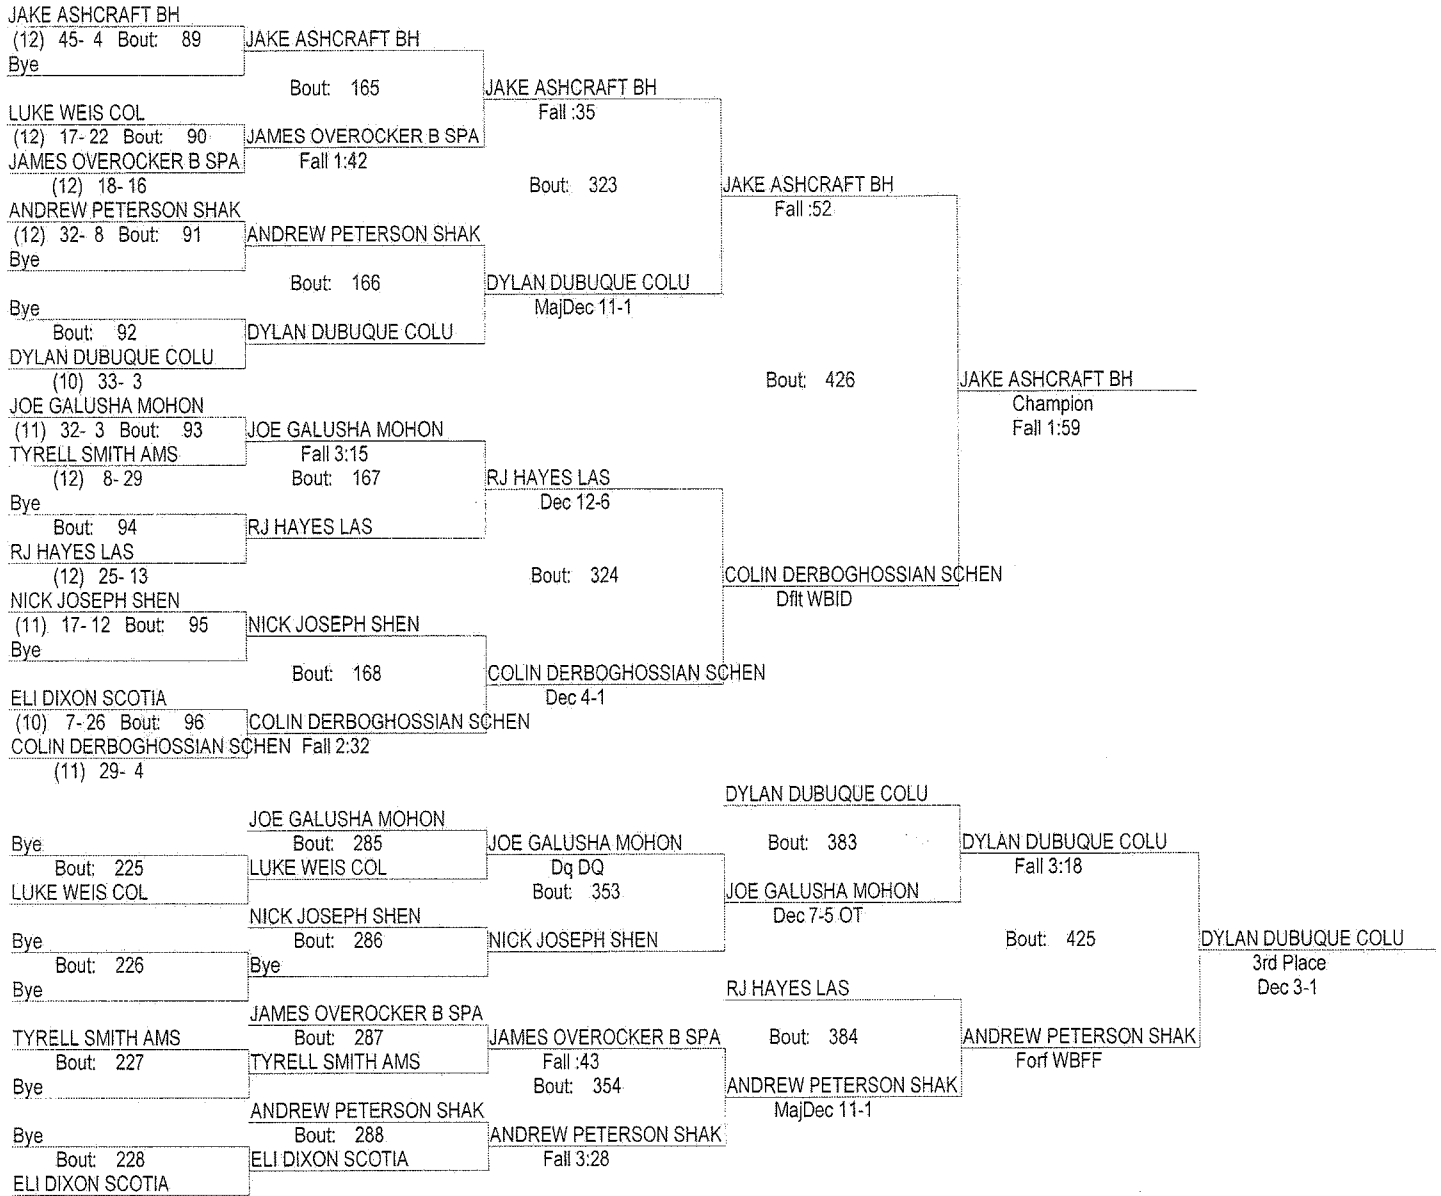 JAKE ASHCRAFT BH
(12) 45- 4 Bout: 89 JAKE ASHCRAFT BH
Bye
Bout: 165 JAKE ASHCRAFT BH
LUKE WEIS COL Fall :35
(12) 17- 22 Bout: 90 JAMES OVEROCKER B SPA
JAMES OVEROCKER B SPA Fall 1:42
(12) 18- 16 Bout: 323 JAKE ASHCRAFT BH
ANDREW PETERSON SHAK Fall :52
(12) 32- 8 Bout: 91 ANDREW PETERSON SHAK
Bye
Bout: 166 DYLAN DUBUQUE COLU
Bye MajDec 11-1
Bout: 92 DYLAN DUBUQUE COLU
DYLAN DUBUQUE COLU
(10) 33- 3 Bout: 426 JAKE ASHCRAFT BH
JOE GALUSHA MOHON Champion
(11) 32- 3 Bout: 93 JOE GALUSHA MOHON Fall 1:59
TYRELL SMITH AMS Fall 3:15
(12) 8- 29 Bout: 167 RJ HAYES LAS
Bye Dec 12-6
Bout: 94 RJ HAYES LAS
RJ HAYES LAS
(12) 25- 13 Bout: 324 COLIN DERBOGHOSSIAN SCHEN
NICK JOSEPH SHEN Dflt WBID
(11) 17- 12 Bout: 95 NICK JOSEPH SHEN
Bye
Bout: 168 COLIN DERBOGHOSSIAN SCHEN
ELI DIXON SCOTIA Dec 4-1
(10) 7- 26 Bout: 96 COLIN DERBOGHOSSIAN SCHEN
COLIN DERBOGHOSSIAN SCHEN Fall 2:32
(11) 29- 4
DYLAN DUBUQUE COLU
JOE GALUSHA MOHON
Bye Bout: 285 JOE GALUSHA MOHON Bout: 383 DYLAN DUBUQUE COLU
Bout: 225 LUKE WEIS COL Dq DQ Fall 3:18
LUKE WEIS COL Bout: 353 JOE GALUSHA MOHON
NICK JOSEPH SHEN Dec 7-5 OT
Bye Bout: 286 NICK JOSEPH SHEN Bout: 425 DYLAN DUBUQUE COLU
Bout: 226 Bye 3rd Place
Bye RJ HAYES LAS Dec 3-1
JAMES OVEROCKER B SPA
TYRELL SMITH AMS Bout: 287 JAMES OVEROCKER B SPA Bout: 384 ANDREW PETERSON SHAK
Bout: 227 TYRELL SMITH AMS Fall :43 Forf WBFF
Bye Bout: 354 ANDREW PETERSON SHAK
ANDREW PETERSON SHAK MajDec 11-1
Bye Bout: 288 ANDREW PETERSON SHAK
Bout: 228 ELI DIXON SCOTIA Fall 3:28
ELI DIXON SCOTIA